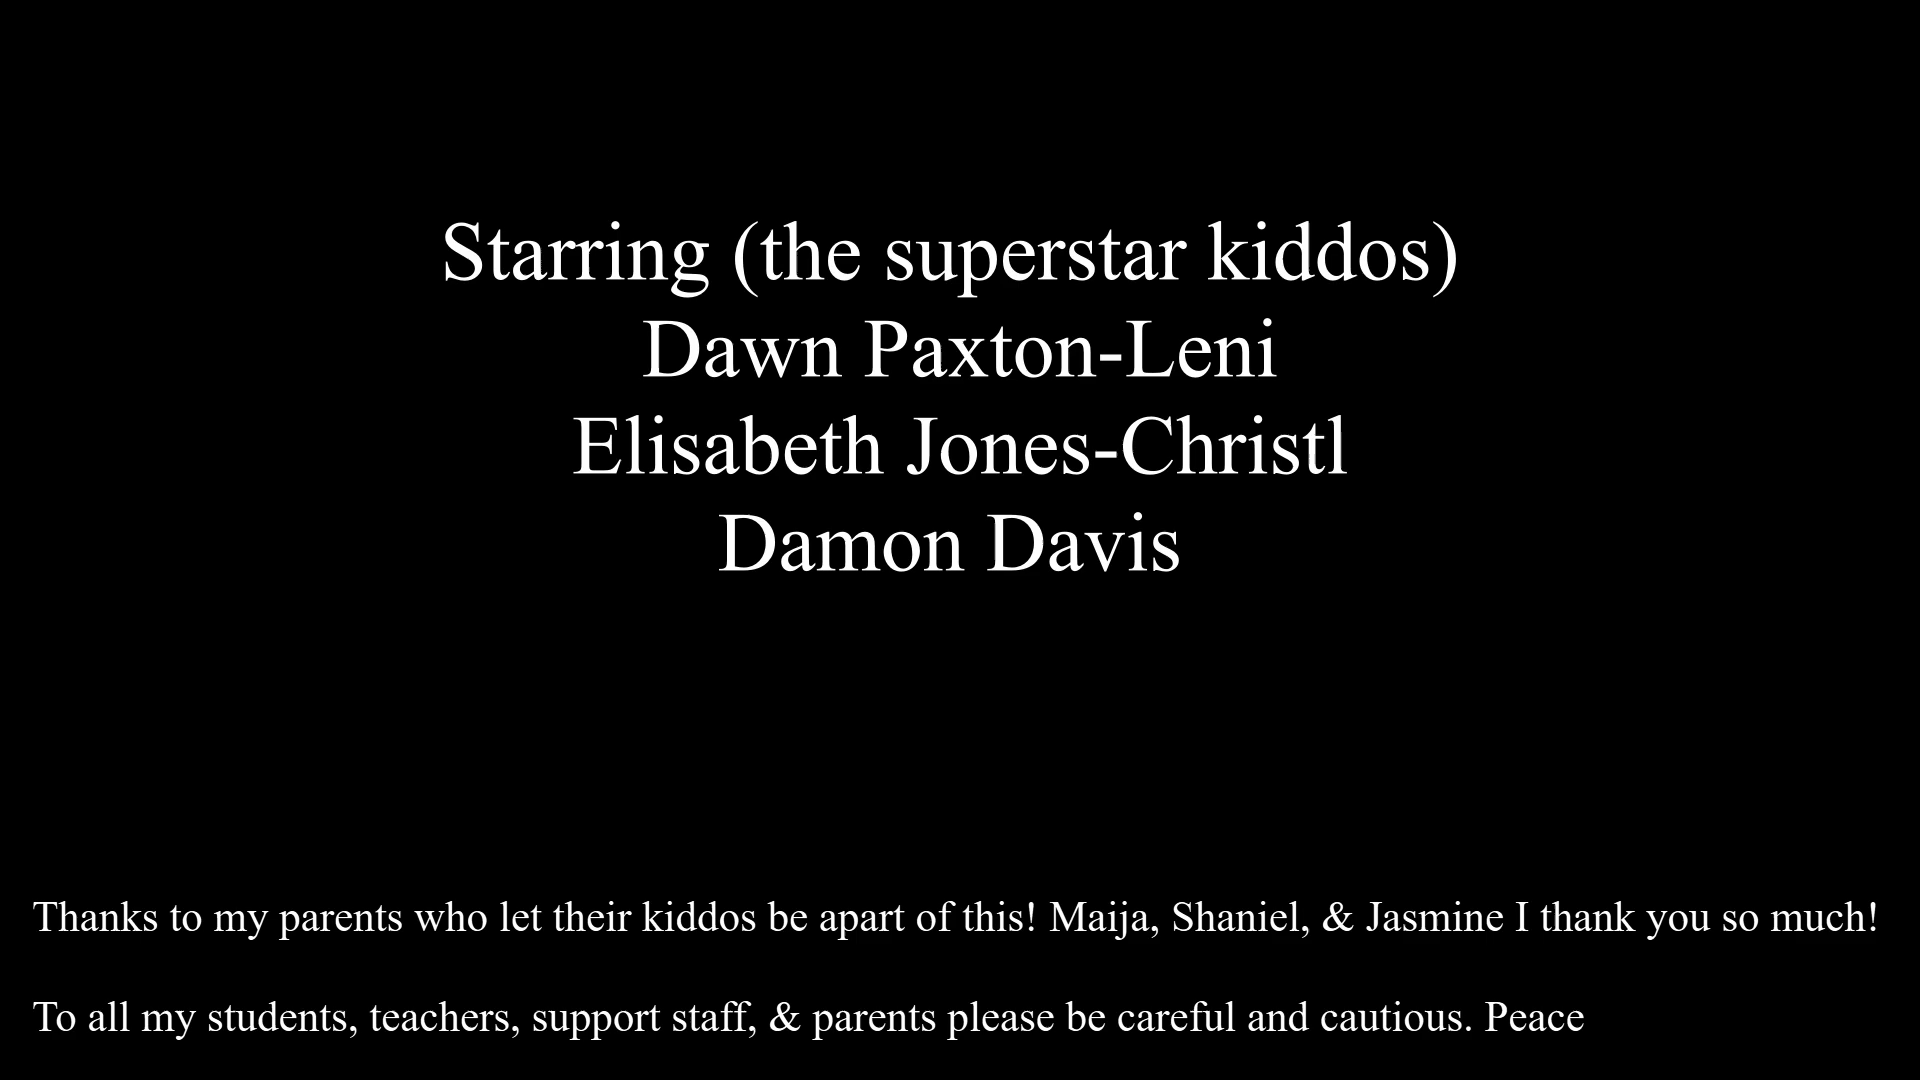 Starring (the superstar kiddos)
Dawn Paxton-Leni
Elisabeth Jones-Christl
Damon Davis
Thanks to my parents who let their kiddos be apart of this! Maija, Shaniel, & Jasmine I thank you so much!
To all my students, teachers, support staff, & parents please be careful and cautious. Peace